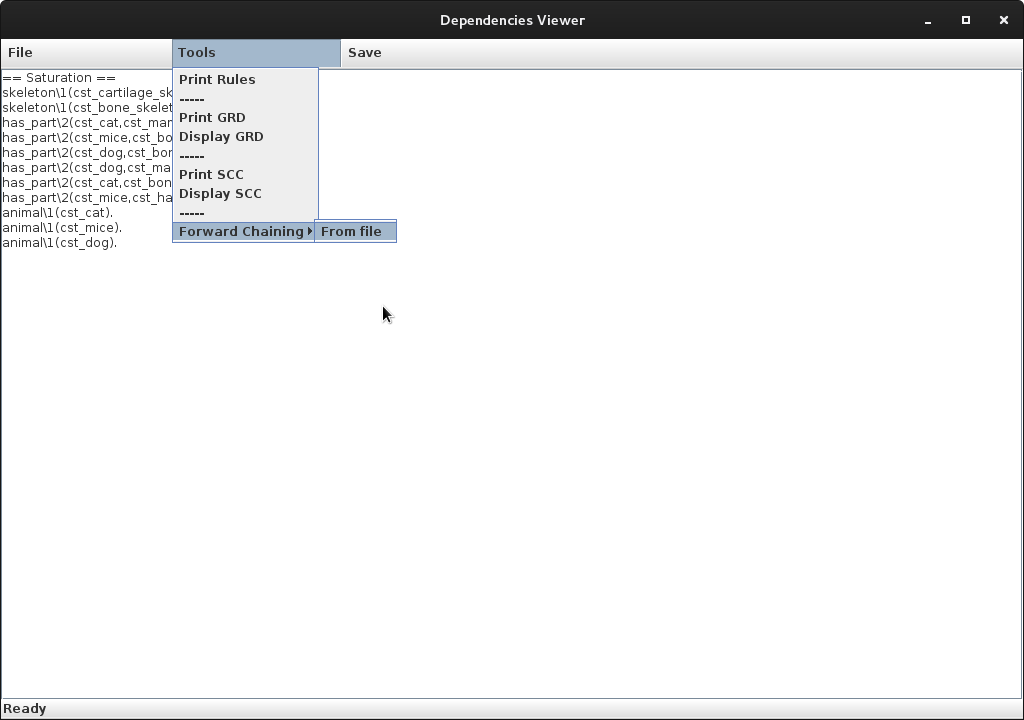 Dependencies Viewer
File Tools Save
== Saturation ==
skeleton\1(cst_cartilage_sk
skeleton\1(cst_bone_skelet
has_part\2(cst_cat,cst_mar
has_part\2(cst_mice,cst_bo
has_part\2(cst_dog,cst_bor
has_part\2(cst_dog,cst_ma
has_part\2(cst_cat,cst_bon
has_part\2(cst_mice,cst_ha
animal\1(cst_cat).
animal\1(cst_mice).
animal\1(cst_dog).
Print Rules
-----
Print GRD
Display GRD
-----
Print SCC
Display SCC
-----
Forward Chaining
From file
Ready